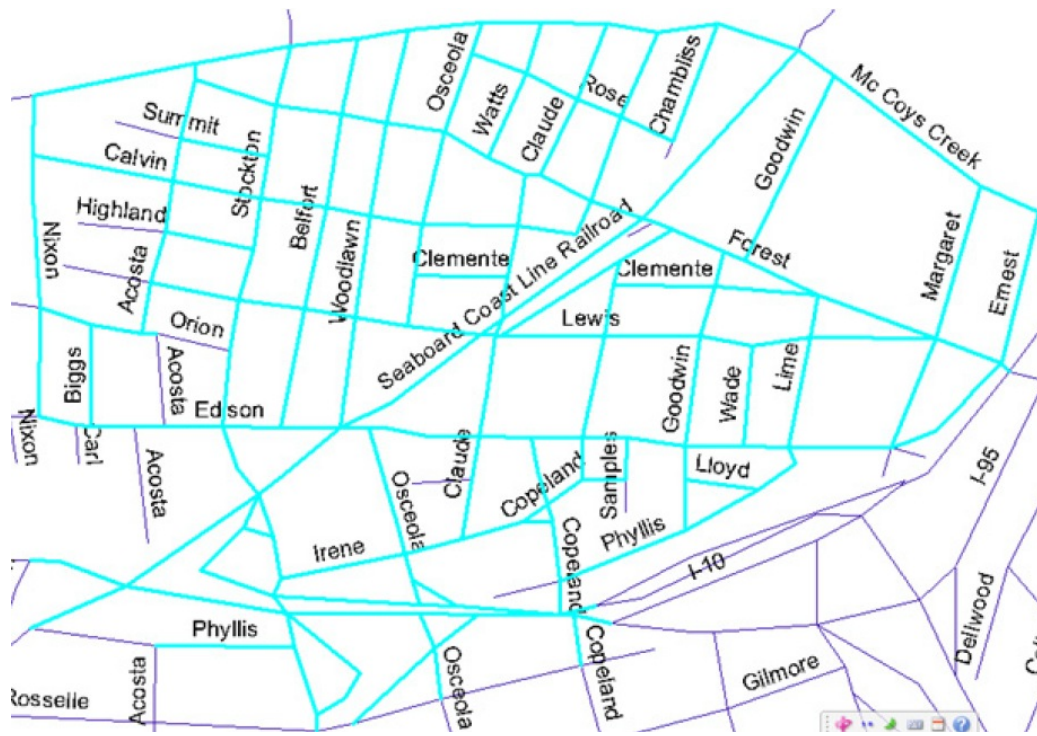 Osceola
Watts
Claude
Rose
Chambliss
Mc Coys Creek
Summit
Calvin
Stockton
Goodwin
Highland
Belfort
Nixon
Acosta
Woodlawn
Clemente
Seaboard Coast Line Railroad
Clemente
Forest
Margaret
Ernest
Orion
Lewis
Biggs
Acosta
Edison
Goodwin
Wade
Lime
Nixon
Carl
Acosta
Osceola
Claude
Copeland
Samples
Lloyd
I-95
Irene
Copeland
Phyllis
I-10
Dellwood
Phyllis
Acosta
Osceola
Copeland
Gilmore
Rosselle